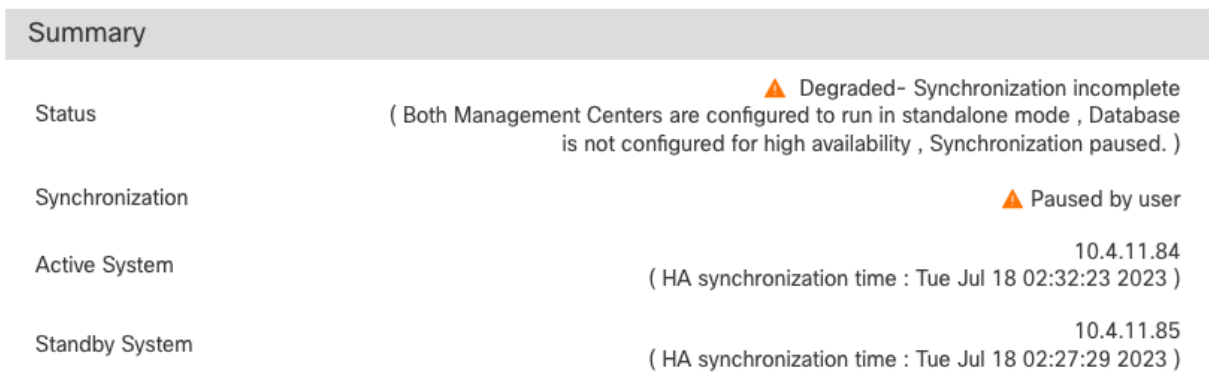 Summary
Status
Degraded- Synchronization incomplete
( Both Management Centers are configured to run in standalone mode , Database
is not configured for high availability , Synchronization paused. )
Synchronization
Paused by user
Active System
10.4.11.84
( HA synchronization time : Tue Jul 18 02:32:23 2023 )
Standby System
10.4.11.85
( HA synchronization time : Tue Jul 18 02:27:29 2023 )